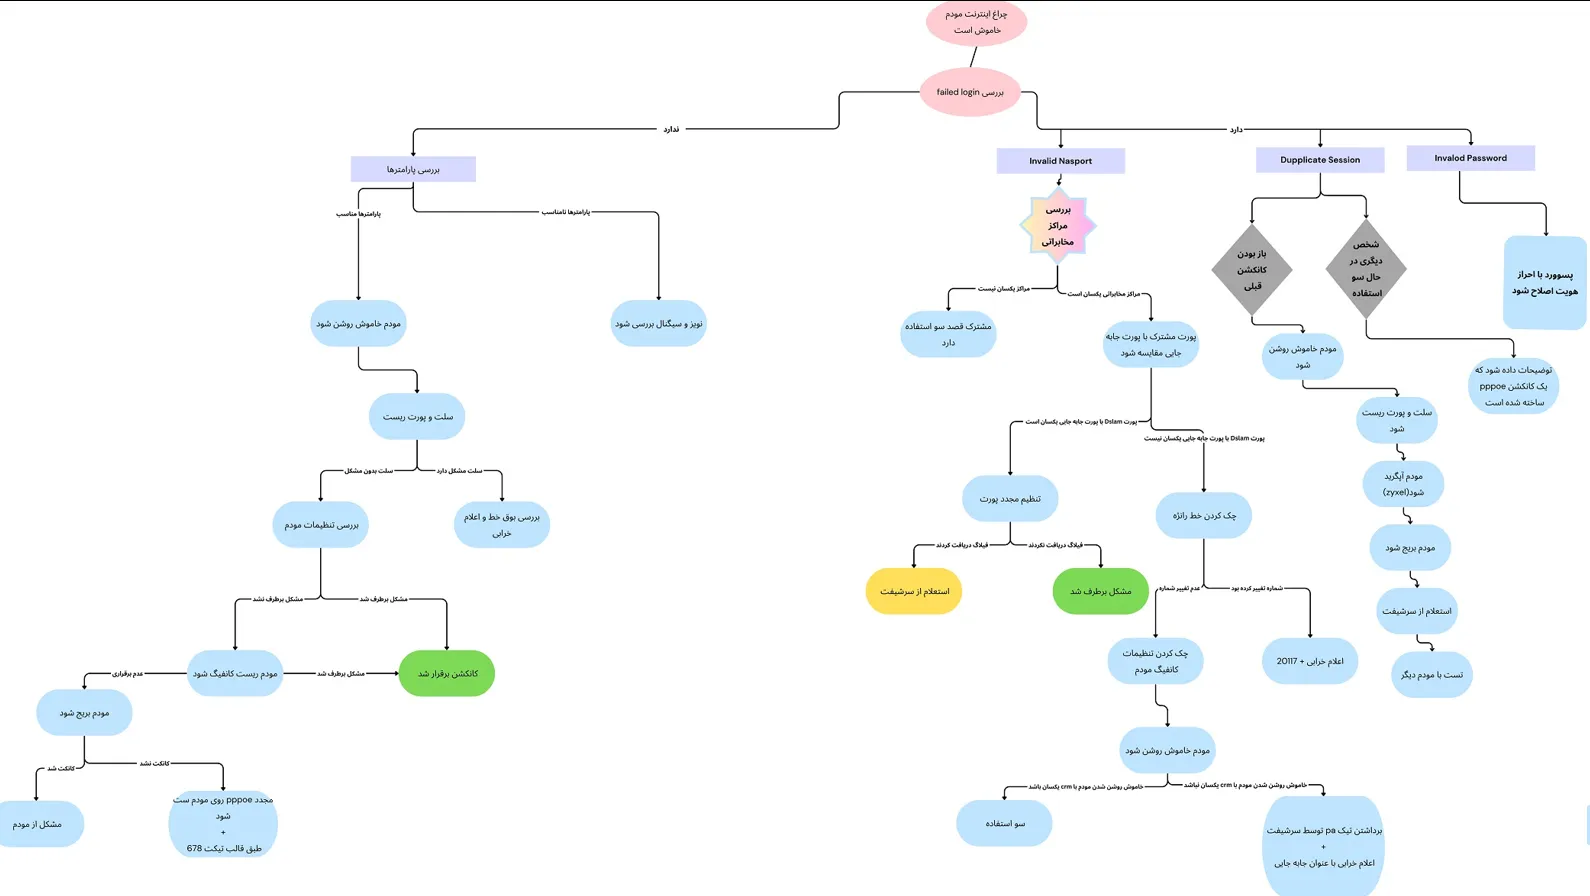 چراغ اینترنت مودم
خاموش است
بررسی failed login
ندارد
دارد
بررسی پارامترها
Invalid Nasport
Dupplicate Session
Invalod Password
پارامترها مناسب
پارامترها نامناسب
بررسی
مراکز
مخابراتی
باز بودن
کانکشن
قبلی
شخص
دیگری در
حال سو
استفاده
پسوورد با احراز
هویت اصلاح شود
مراکز یکسان نیست
مراکز مخابراتی یکسان است
مودم خاموش روشن شود
نویز و سیگنال بررسی شود
مشترک قصد سو استفاده
دارد
پورت مشترک با پورت جابه
جایی مقایسه شود
مودم خاموش روشن
شود
توضیحات داده شود که
یک کانکشن pppoe
ساخته شده است
سلت و پورت ریست
سلت و پورت ریست
شود
پورت Dslam با پورت جابه جایی یکسان است
پورت Dslam با پورت جابه جایی یکسان نیست
سلت بدون مشکل
سلت مشکل دارد
مودم آپگرید
شود(zyxel)
تنظیم مجدد پورت
چک کردن خط رانژه
بررسی تنظیمات مودم
بررسی بوق خط و اعلام
خرابی
مودم بریج شود
فیلاگ دریافت کردند
فیلاگ دریافت نکردند
استعلام از سرشیفت
مشکل برطرف شد
عدم تغییر شماره
شماره تغییر کرده بود
استعلام از سرشیفت
مشکل برطرف نشد
مشکل برطرف شد
چک کردن تنظیمات
کانفیگ مودم
اعلام خرابی + 20117
تست با مودم دیگر
عدم برقراری
مودم ریست کانفیگ شود
مشکل برطرف شد
کانکشن برقرار شد
مودم بریج شود
مودم خاموش روشن شود
کانکت شد
کانکت نشد
خاموش روشن شدن مودم با crm یکسان باشد
خاموش روشن شدن مودم با crm یکسان نباشد
مشکل از مودم
مجدد pppoe روی مودم ست
شود
+
طبق قالب تیکت 678
سو استفاده
برداشتن تیک pa توسط سرشیفت
+
اعلام خرابی با عنوان جابه جایی